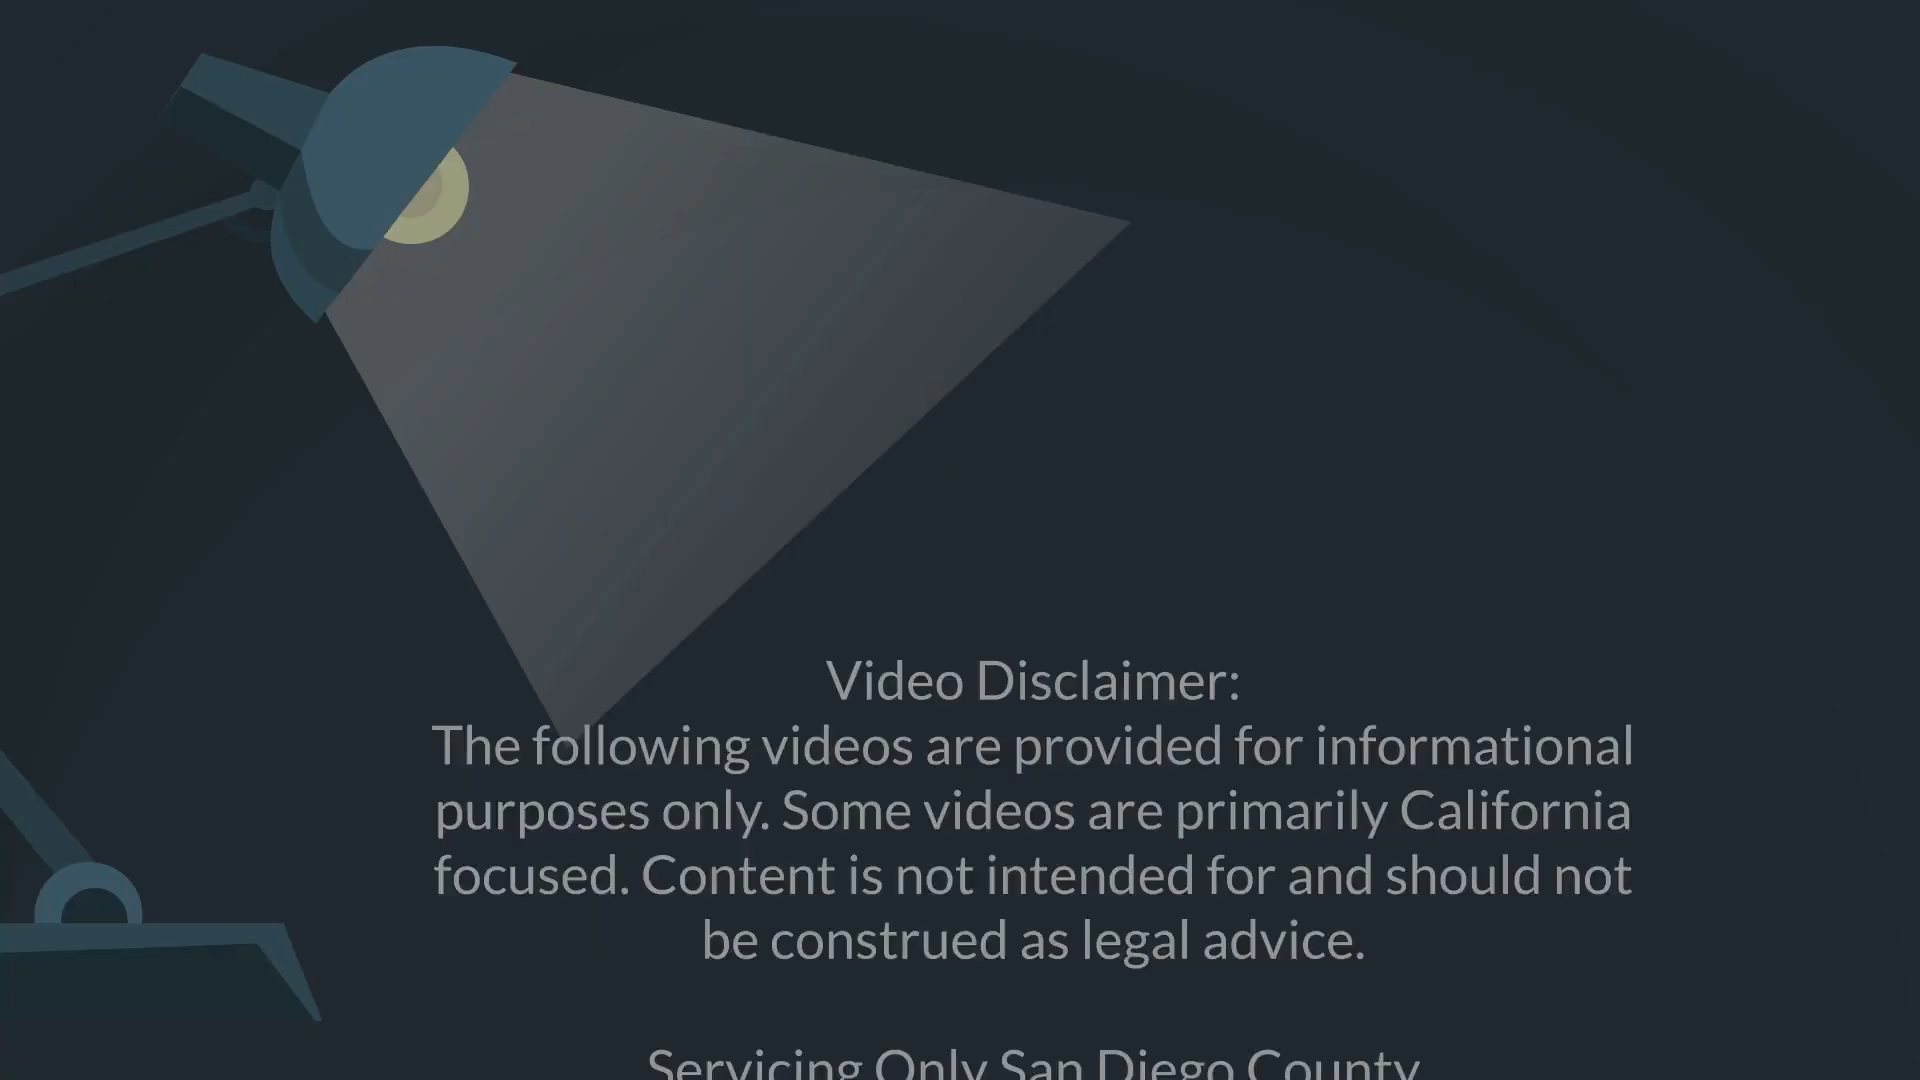 Video Disclaimer:
The following videos are provided for informational
purposes only. Some videos are primarily California
focused. Content is not intended for and should not
be construed as legal advice.
Servicing Only San Diego County